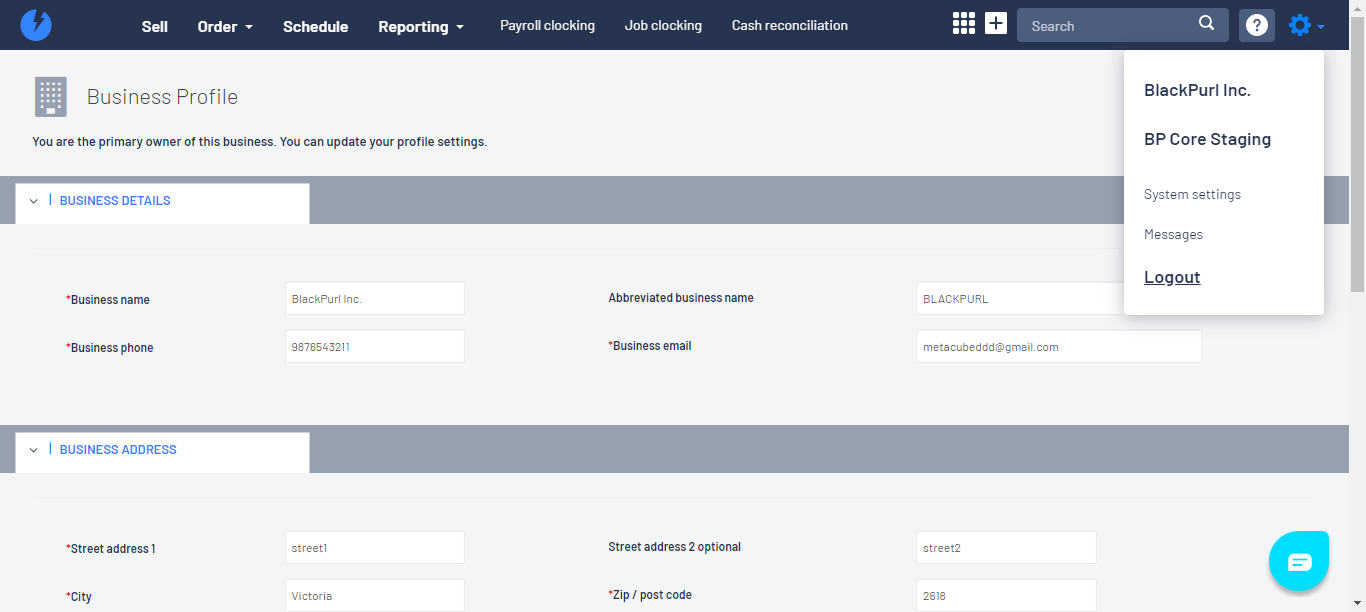 Sell
Order
Schedule
Reporting
Payroll clocking
Job clocking
Cash reconciliation
Search
BlackPurl Inc.
BP Core Staging
System settings
Messages
Logout
Business Profile
You are the primary owner of this business. You can update your profile settings.
BUSINESS DETAILS
*Business name
BlackPurl Inc.
Abbreviated business name
BLACKPURL
*Business phone
9876543211
*Business email
metacubeddd@gmail.com
BUSINESS ADDRESS
*Street address 1
street1
Street address 2 optional
street2
*City
Victoria
*Zip / post code
2618